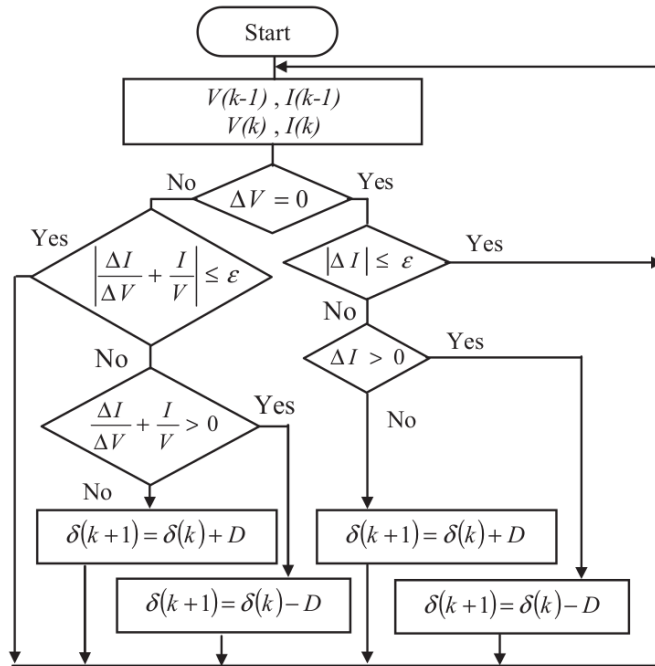 Start
V(k-1) , I(k-1)
V(k) , I(k)
No
ΔV = 0
Yes
Yes
|ΔI/ΔV + I/V| ≤ ε
|ΔI| ≤ ε
Yes
No
No
ΔI > 0
Yes
ΔI/ΔV + I/V > 0
Yes
No
No
δ(k+1) = δ(k) + D
δ(k+1) = δ(k) + D
δ(k+1) = δ(k) − D
δ(k+1) = δ(k) − D